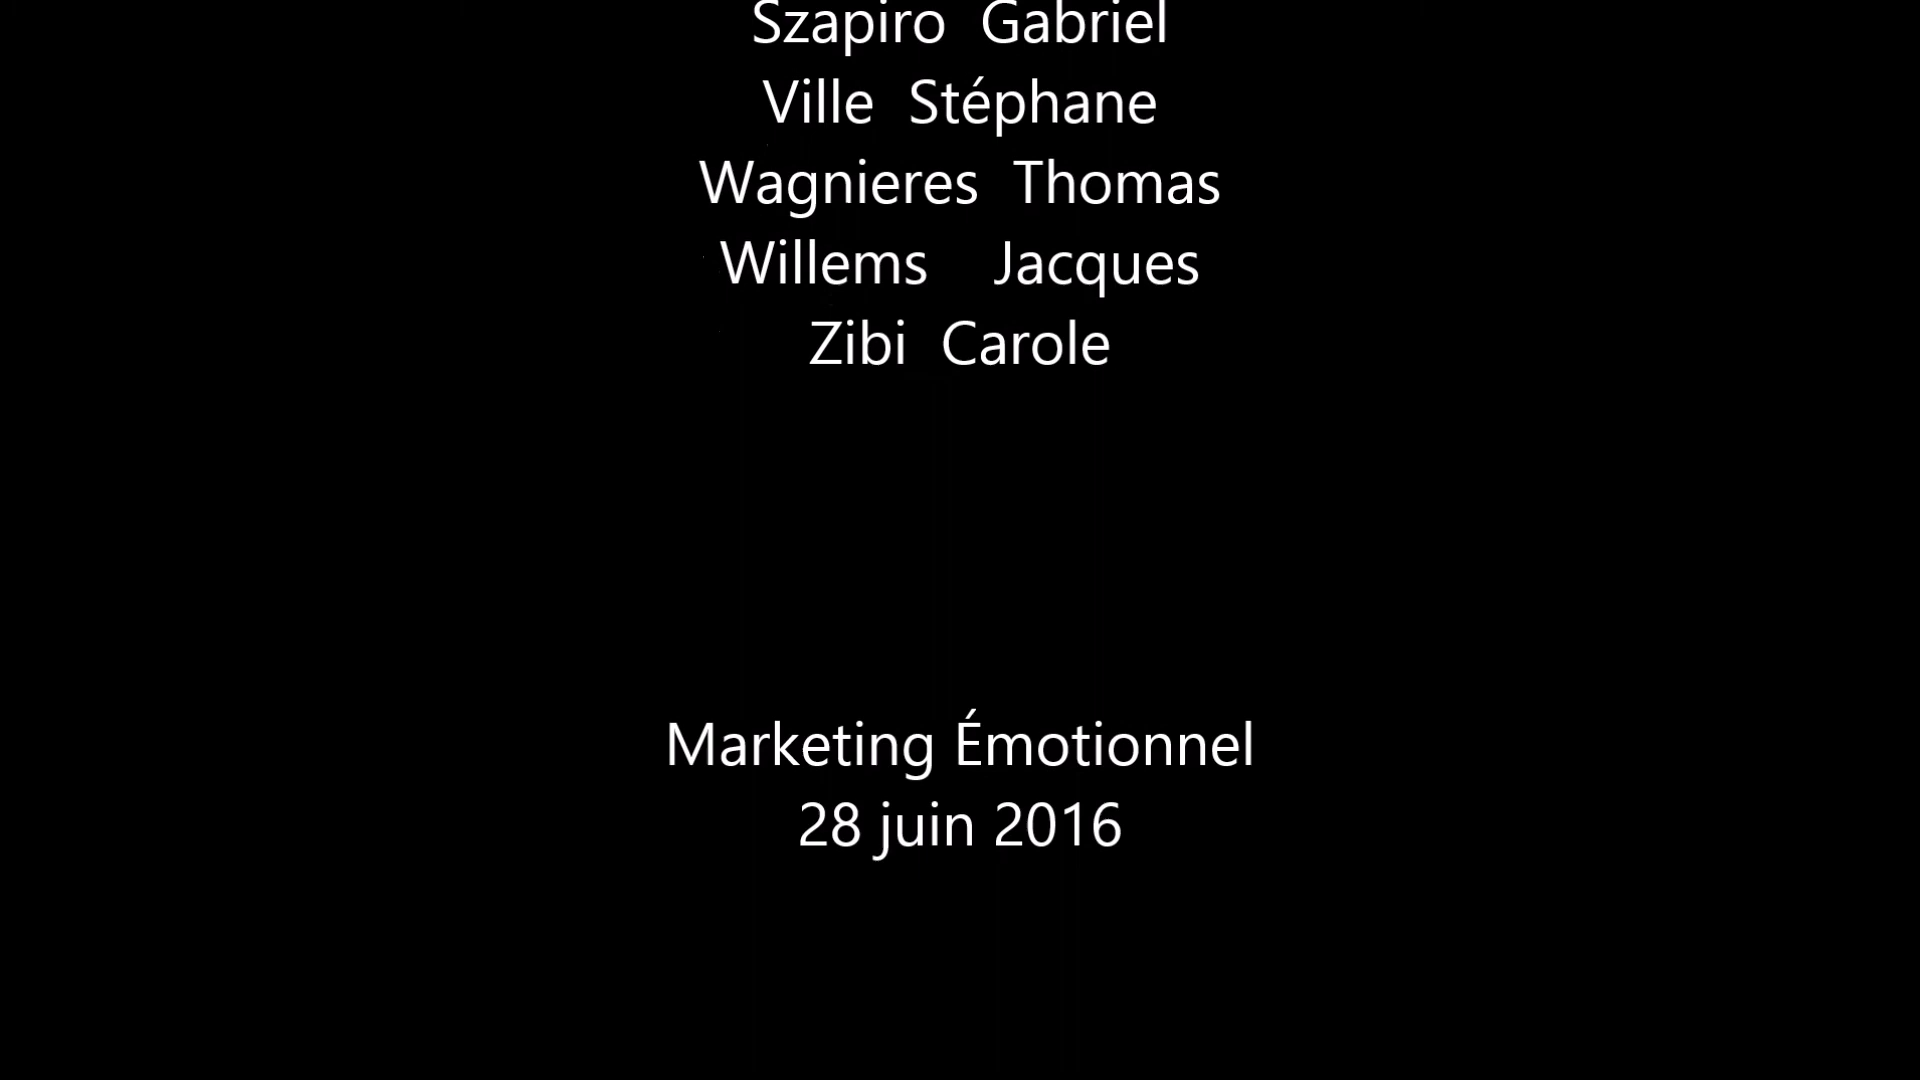 Szapiro Gabriel
Ville Stéphane
Wagnieres Thomas
Willems Jacques
Zibi Carole
Marketing Émotionnel
28 juin 2016